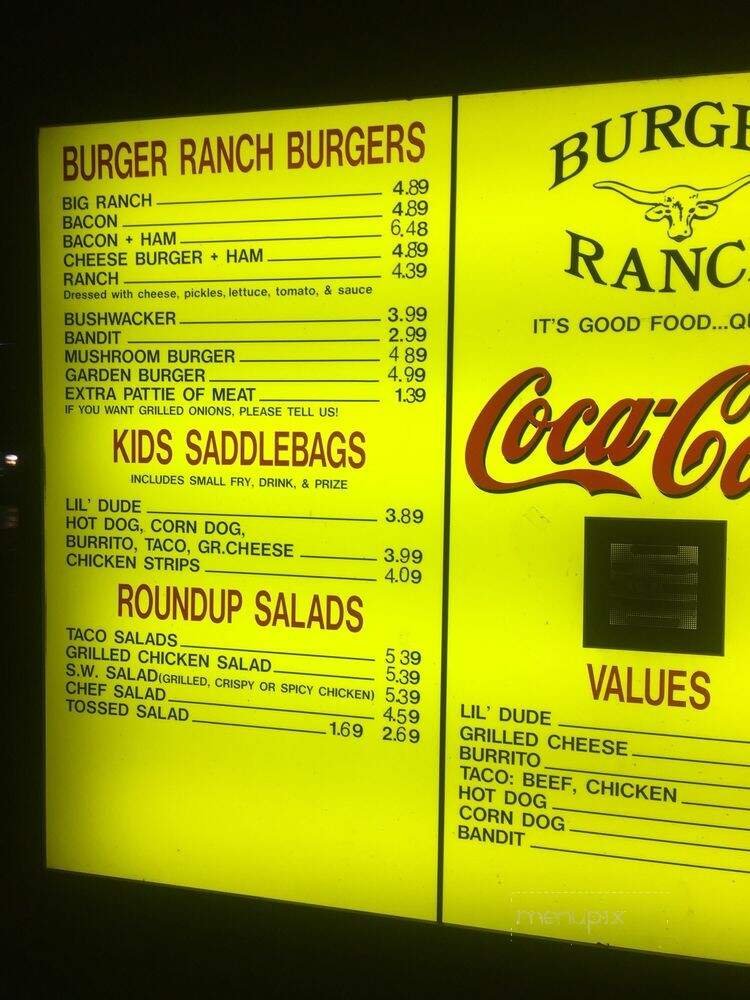 BURGER RANCH BURGERS
BIG RANCH 4.89
BACON 4.89
BACON + HAM 6.48
CHEESE BURGER + HAM 4.89
RANCH 4.39
Dressed with cheese, pickles, lettuce, tomato, & sauce
BUSHWACKER 3.99
BANDIT 2.99
MUSHROOM BURGER 4 89
GARDEN BURGER 4.99
EXTRA PATTIE OF MEAT 1.39
IF YOU WANT GRILLED ONIONS, PLEASE TELL US!
KIDS SADDLEBAGS
INCLUDES SMALL FRY, DRINK, & PRIZE
LIL' DUDE 3.89
HOT DOG, CORN DOG,
BURRITO, TACO, GR.CHEESE 3.99
CHICKEN STRIPS 4.09
ROUNDUP SALADS
TACO SALADS 5 39
GRILLED CHICKEN SALAD 5.39
S.W. SALAD (GRILLED, CRISPY OR SPICY CHICKEN) 5.39
CHEF SALAD 4.59
TOSSED SALAD 1.69 2.69
BURGE
RANC
IT'S GOOD FOOD...QU
Coca-Co
VALUES
LIL' DUDE
GRILLED CHEESE
BURRITO
TACO: BEEF, CHICKEN
HOT DOG
CORN DOG
BANDIT
menupix